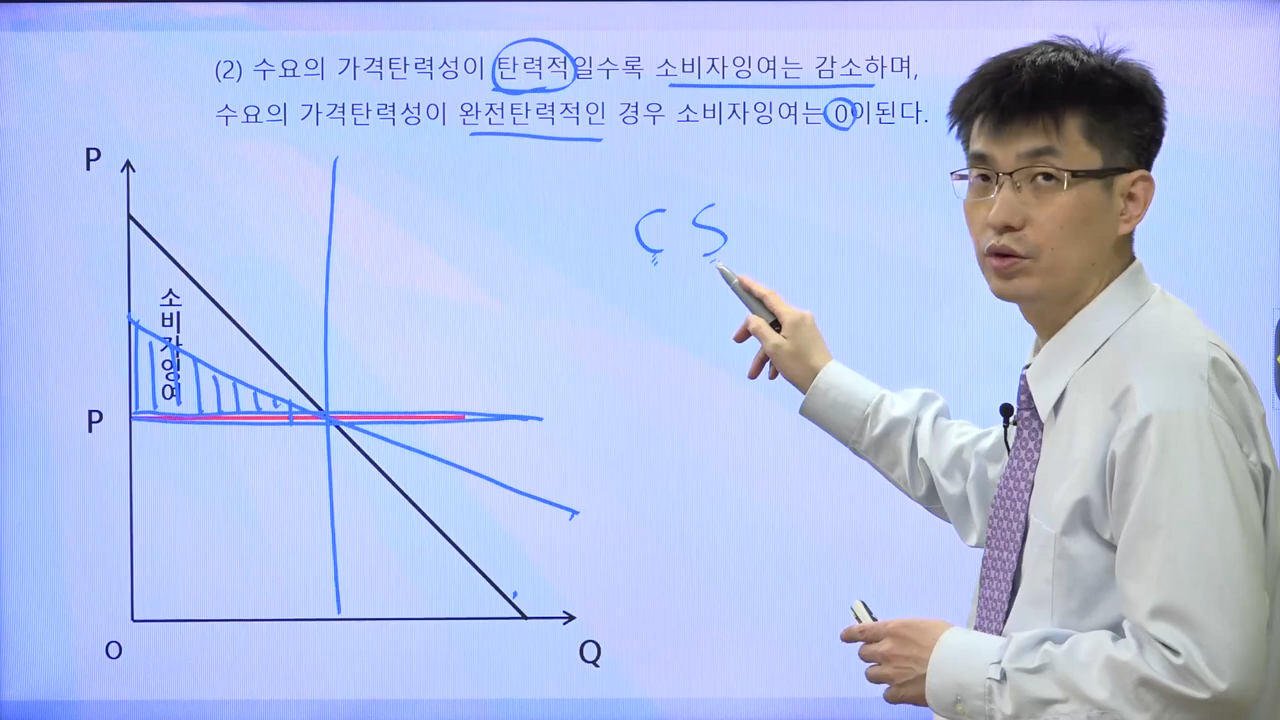 (2) 수요의 가격탄력성이 탄력적일수록 소비자잉여는 감소하며,
수요의 가격탄력성이 완전탄력적인 경우 소비자잉여는 0이된다.
P
CS
소비자잉여
P
O
Q